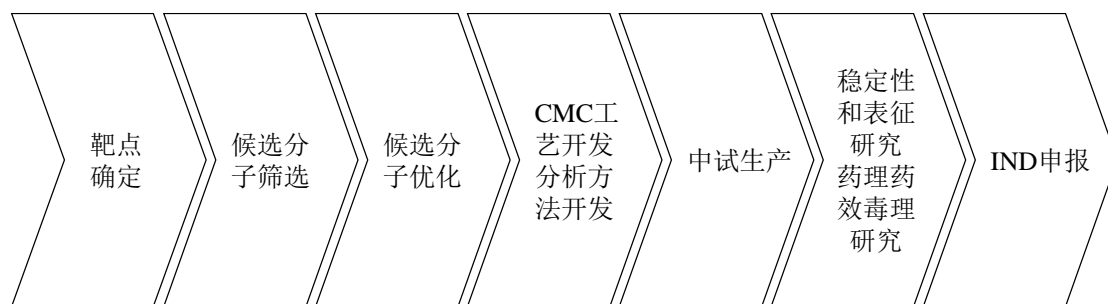 靶点
确定
候选分
子筛选
候选分
子优化
CMC工
艺开发
分析方
法开发
中试生产
稳定性
和表征
研究
药理药
效毒理
研究
IND申报